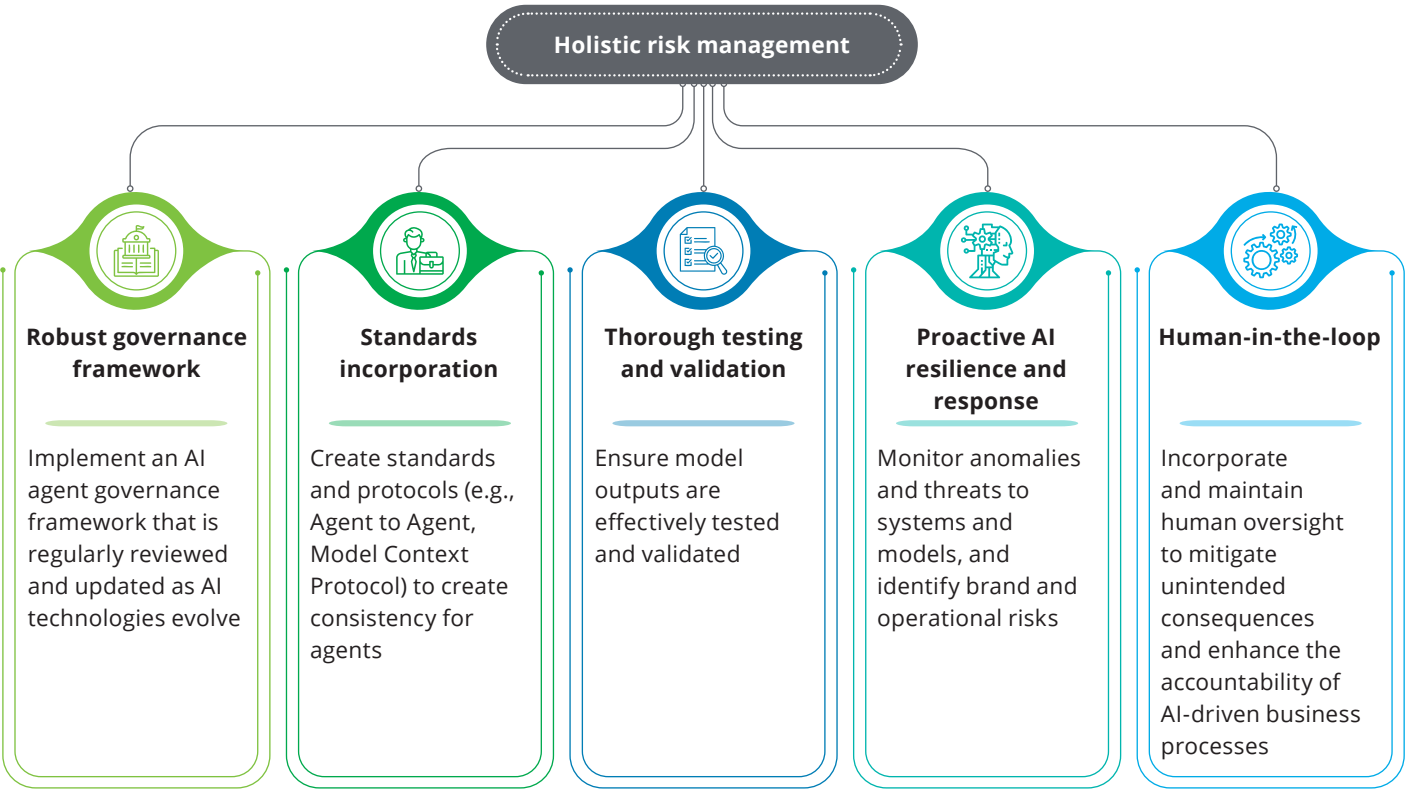 Holistic risk management
Robust governance
framework
Implement an AI
agent governance
framework that is
regularly reviewed
and updated as AI
technologies evolve
Standards
incorporation
Create standards
and protocols (e.g.,
Agent to Agent,
Model Context
Protocol) to create
consistency for
agents
Thorough testing
and validation
Ensure model
outputs are
effectively tested
and validated
Proactive AI
resilience and
response
Monitor anomalies
and threats to
systems and
models, and
identify brand and
operational risks
Human-in-the-loop
Incorporate
and maintain
human oversight
to mitigate
unintended
consequences
and enhance the
accountability of
AI-driven business
processes